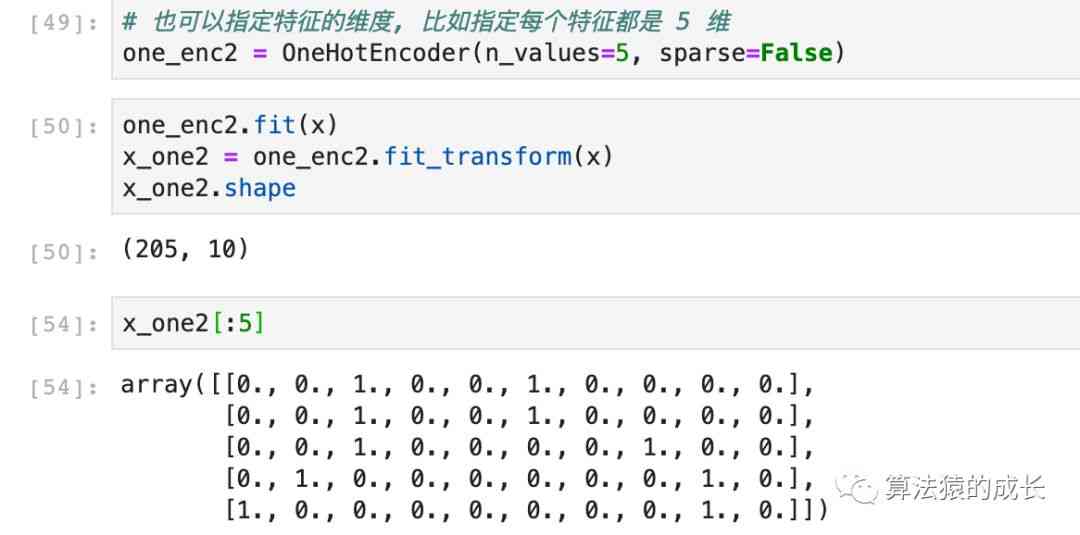 [49]: # 也可以指定特征的维度, 比如指定每个特征都是 5 维
one_enc2 = OneHotEncoder(n_values=5, sparse=False)
[50]: one_enc2.fit(x)
x_one2 = one_enc2.fit_transform(x)
x_one2.shape
[50]: (205, 10)
[54]: x_one2[:5]
[54]: array([[0., 0., 1., 0., 0., 1., 0., 0., 0., 0.],
[0., 0., 1., 0., 0., 1., 0., 0., 0., 0.],
[0., 0., 1., 0., 0., 0., 0., 1., 0., 0.],
[0., 1., 0., 0., 0., 0., 0., 0., 1., 0.],
[1., 0., 0., 0., 0., 0., 0., 0., 1., 0.]])
算法猿的成长